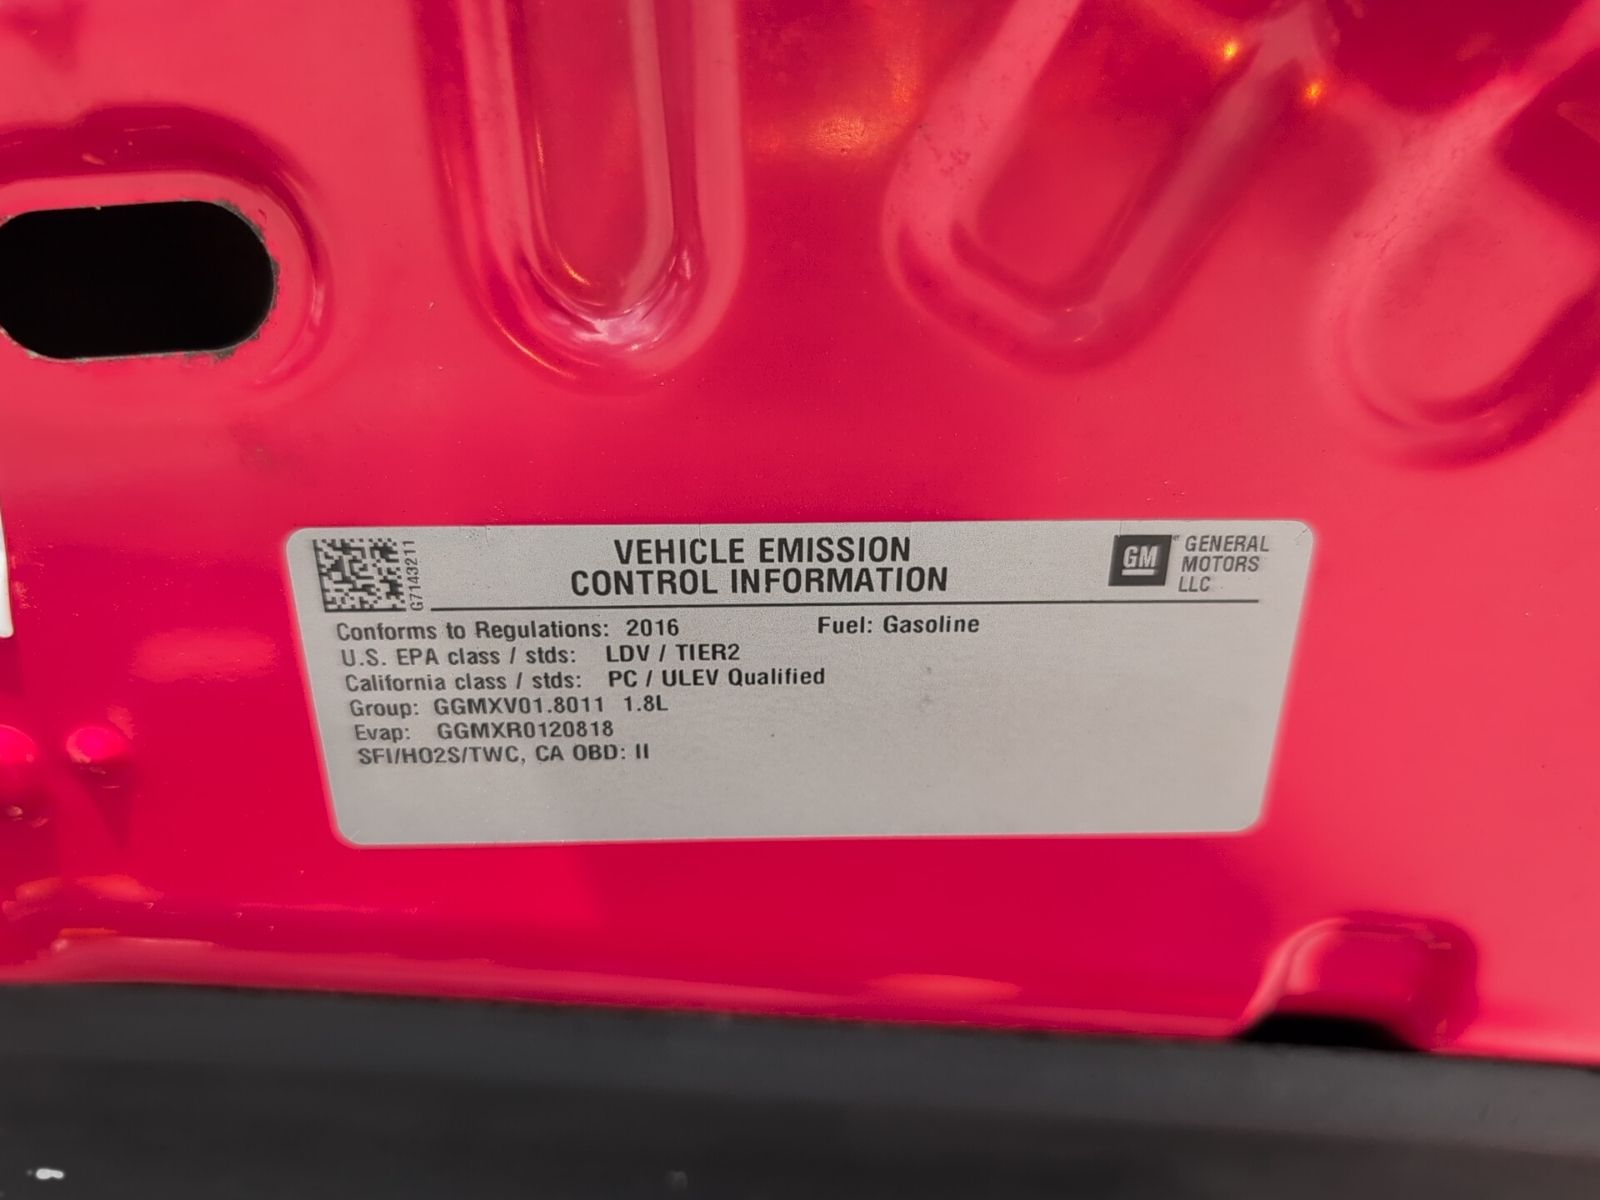 G7143211
VEHICLE EMISSION
CONTROL INFORMATION
GM
GENERAL
MOTORS
LLC
Conforms to Regulations: 2016 Fuel: Gasoline
U.S. EPA class / stds: LDV / TIER2
California class / stds: PC / ULEV Qualified
Group: GGMXV01.8011 1.8L
Evap: GGMXR0120818
SFI/HO2S/TWC, CA OBD: II